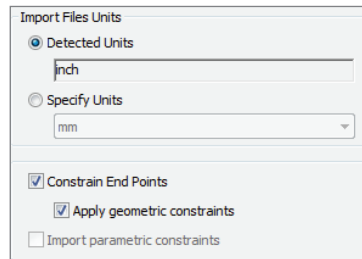 Import Files Units
Detected Units
inch
Specify Units
mm
Constrain End Points
Apply geometric constraints
Import parametric constraints